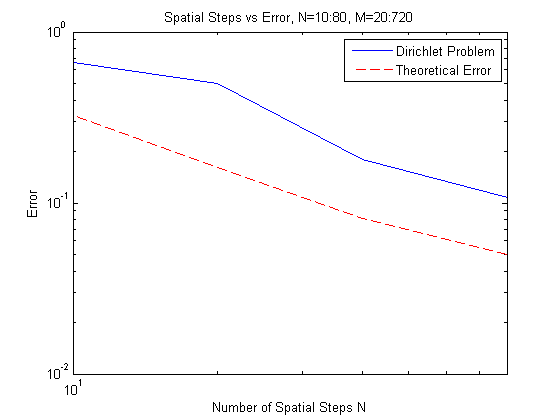 Spatial Steps vs Error, N=10:80, M=20:720
Dirichlet Problem
Theoretical Error
10^0
10^-1
10^-2
10^1
Error
Number of Spatial Steps N